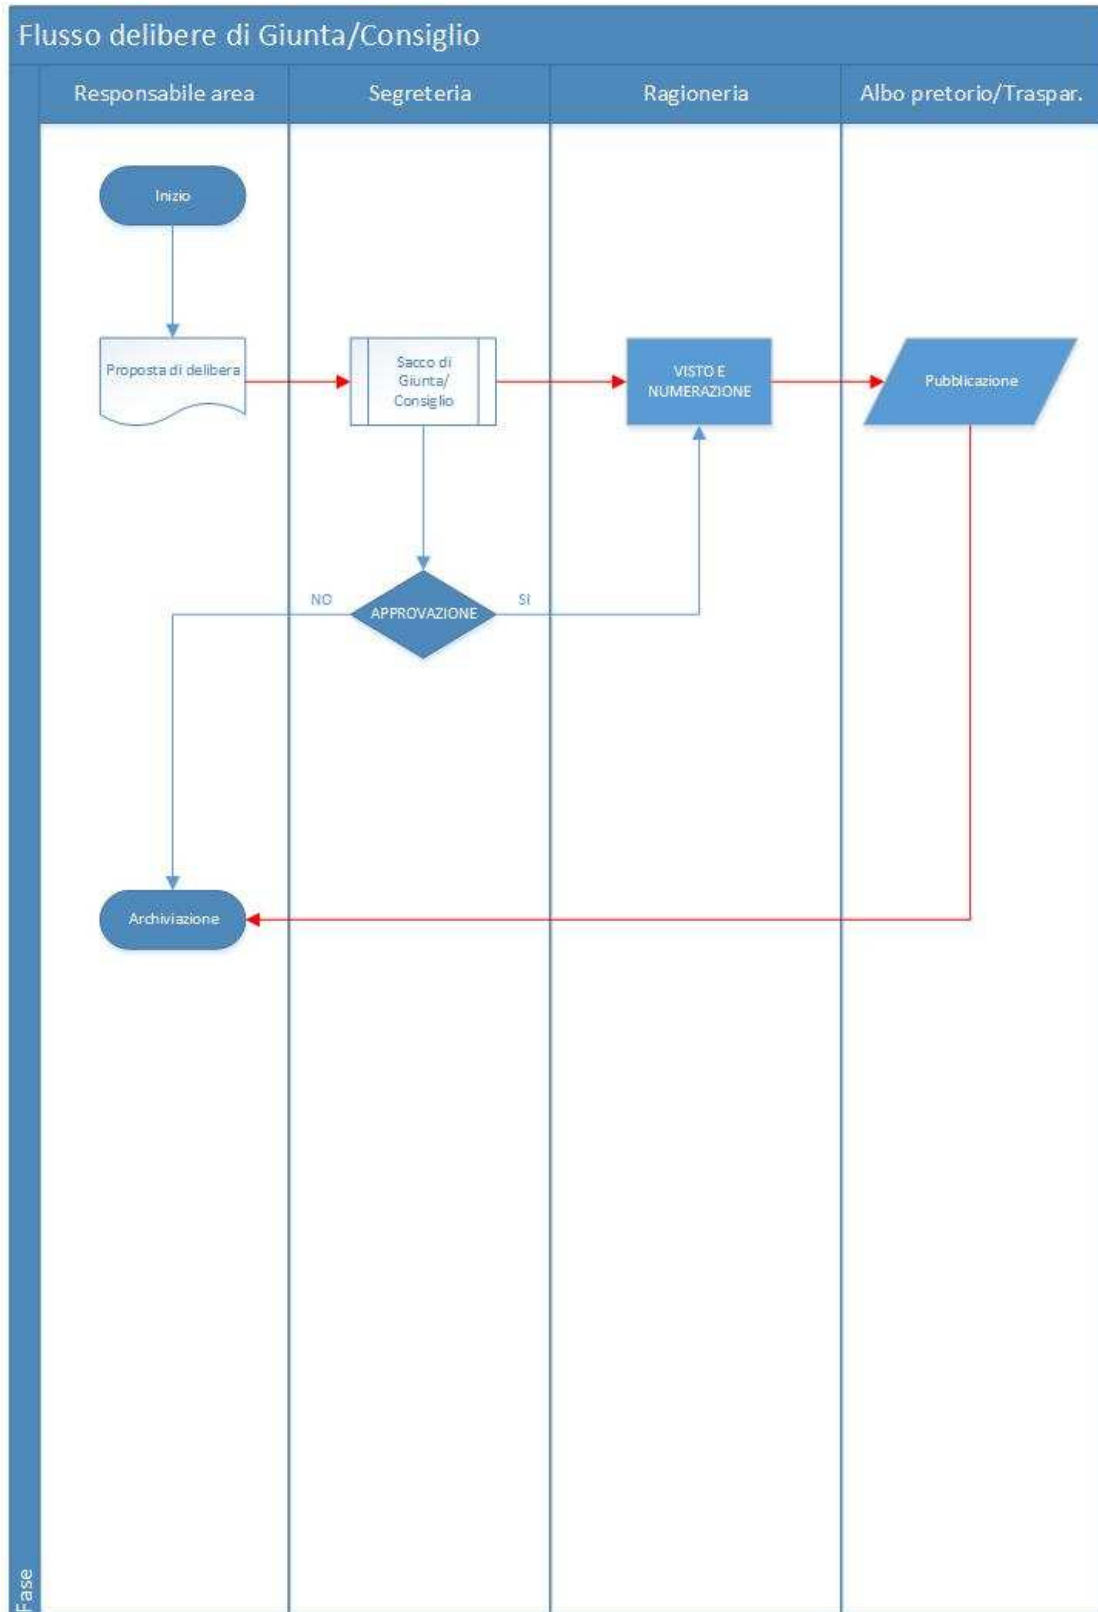 Flusso delibere di Giunta/Consiglio
Responsabile area
Segreteria
Ragioneria
Albo pretorio/Traspar.
Inizio
Proposta di delibera
Sacco di
Giunta/
Consiglio
VISTO E
NUMERAZIONE
Pubblicazione
NO
APPROVAZIONE
SI
Archiviazione
Fase